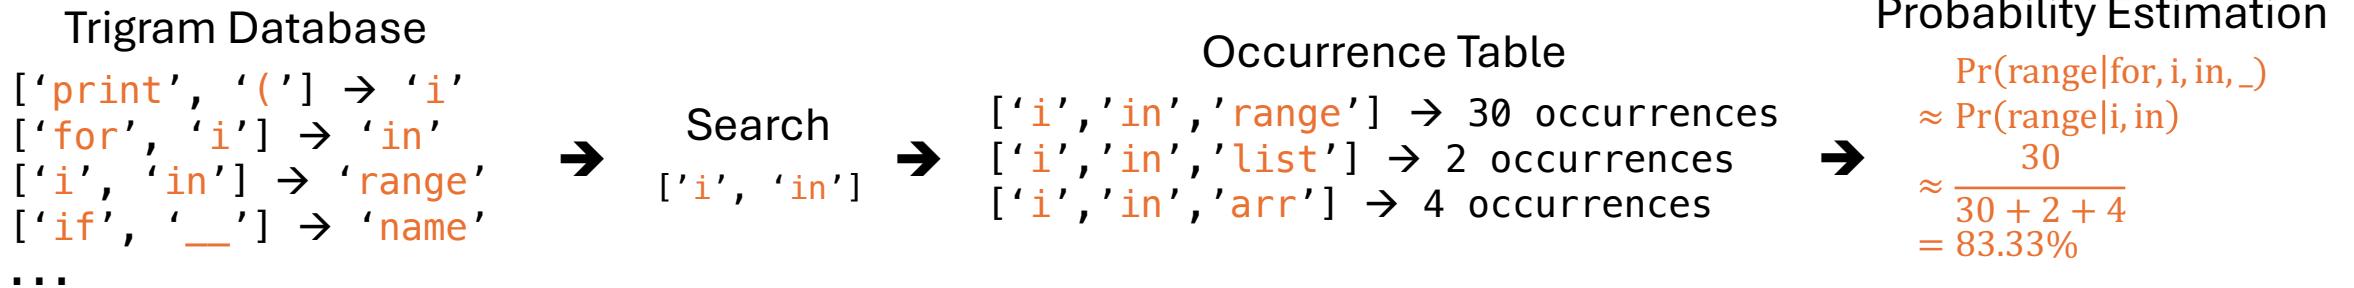 Trigram Database
[‘print’, ‘(’] → ‘i’
[‘for’, ‘i’] → ‘in’
[‘i’, ‘in’] → ‘range’
[‘if’, ‘__’] → ‘name’
...
➔
Search
[’i’, ‘in’]
➔
Occurrence Table
[‘i’,’in’,’range’] → 30 occurrences
[‘i’,’in’,’list’] → 2 occurrences
[‘i’,’in’,’arr’] → 4 occurrences
➔
Probability Estimation
Pr(range|for, i, in, _)
≈ Pr(range|i, in)
30
≈
30 + 2 + 4
= 83.33%